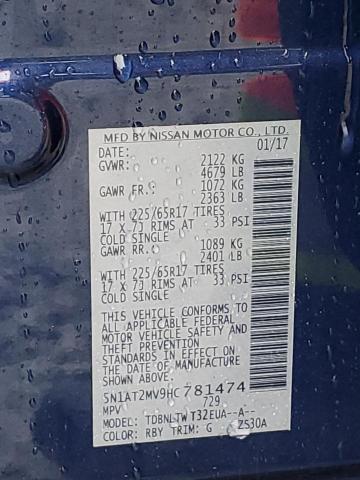 MFD BY NISSAN MOTOR CO., LTD.
DATE: 01/17
GVWR: 2122 KG
4679 LB
GAWR FR.: 1072 KG
2363 LB
WITH 225/65R17 TIRES
17 X 7J RIMS AT 33 PSI
COLD SINGLE
GAWR RR.: 1089 KG
2401 LB
WITH 225/65R17 TIRES
17 X 7J RIMS AT 33 PSI
COLD SINGLE
THIS VEHICLE CONFORMS TO
ALL APPLICABLE FEDERAL
MOTOR VEHICLE SAFETY AND
THEFT PREVENTION
STANDARDS IN EFFECT ON
THE DATE OF MANUFACTURE
SHOWN ABOVE.
5N1AT2MV9HC781474
MPV 729
TDBNLTWT32EUA--A--
COLOR: RBY TRIM: G ZS30A